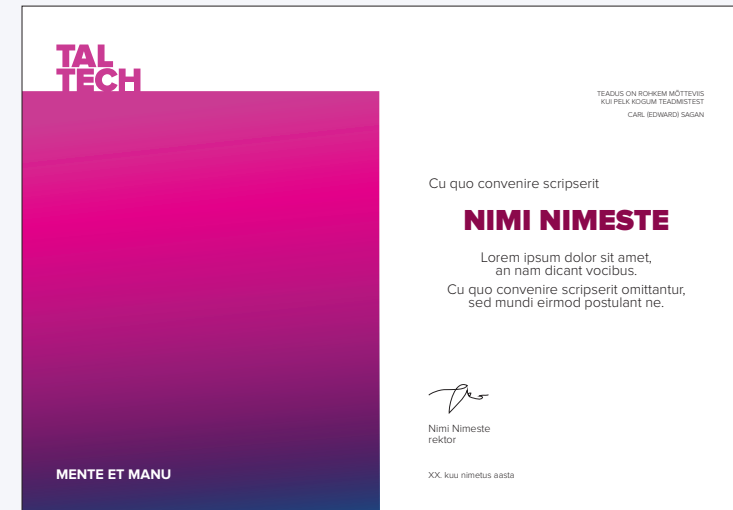 TAL
TECH
TEADUS ON ROHKEM MÕTTEVIIS
KUI PELK KOGUM TEADMISTEST
CARL (EDWARD) SAGAN
Cu quo convenire scripserit
NIMI NIMESTE
Lorem ipsum dolor sit amet,
an nam dicant vocibus.
Cu quo convenire scripserit omittantur,
sed mundi eirmod postulant ne.
Nimi Nimeste
rektor
MENTE ET MANU
XX. kuu nimetus aasta